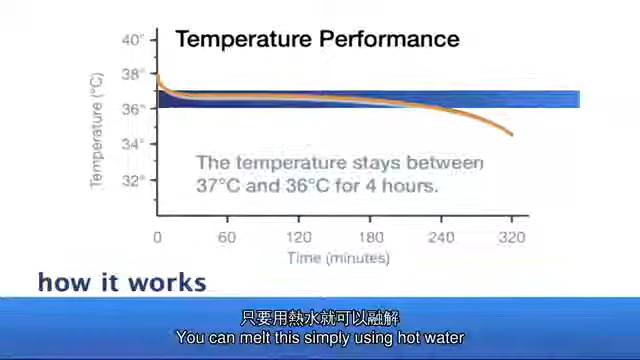 Temperature Performance
40°
38°
36°
34°
32°
Temperature (°C)
The temperature stays between
37°C and 36°C for 4 hours.
0 60 120 180 240 320
Time (minutes)
how it works
只要用熱水就可以融解
You can melt this simply using hot water